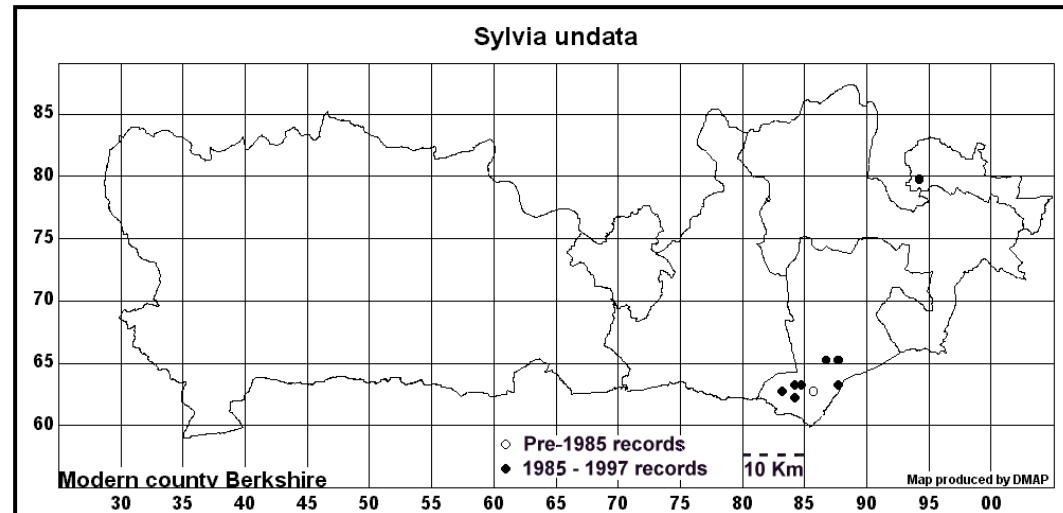 Sylvia undata
85
80
75
70
65
60
Pre-1985 records
1985 - 1997 records
10 Km
Modern county Berkshire
Map produced by DMAP
30 35 40 45 50 55 60 65 70 75 80 85 90 95 00